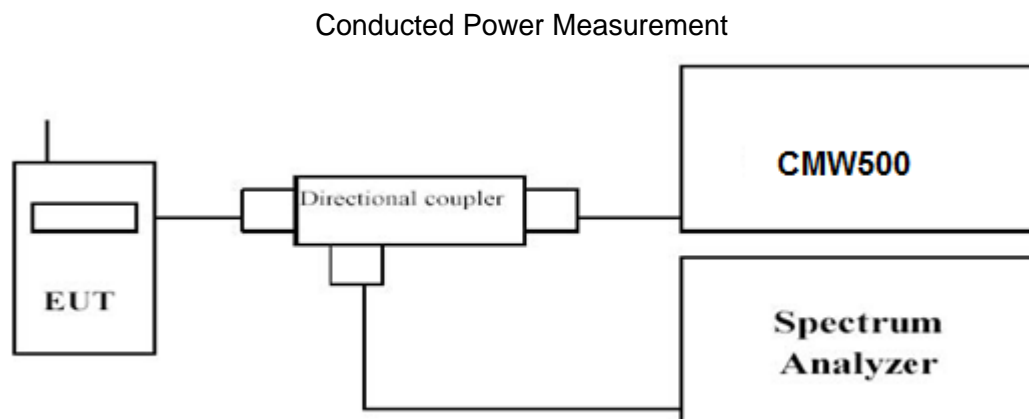 Conducted Power Measurement
Directional coupler
CMW500
EUT
Spectrum
Analyzer